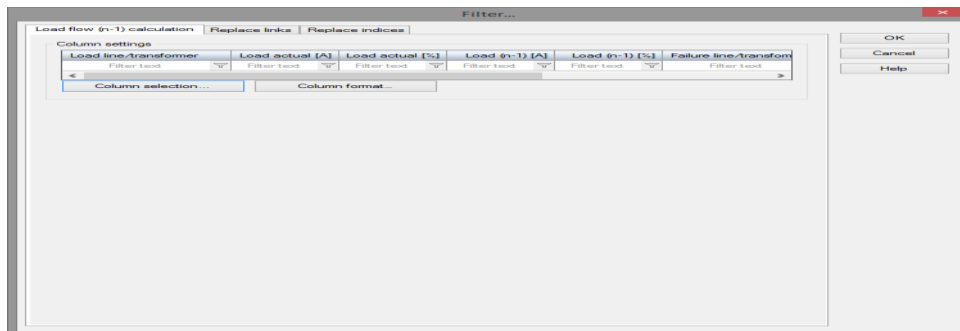 Filter...
Load flow (n-1) calculation Replace links Replace indices
OK
Column settings
Cancel
Load line/transformer Load actual [A] Load actual [%] Load (n-1) [A] Load (n-1) [%] Failure line/transform
Filter text Filter text Filter text Filter text Filter text Filter text
Help
Column selection... Column format...